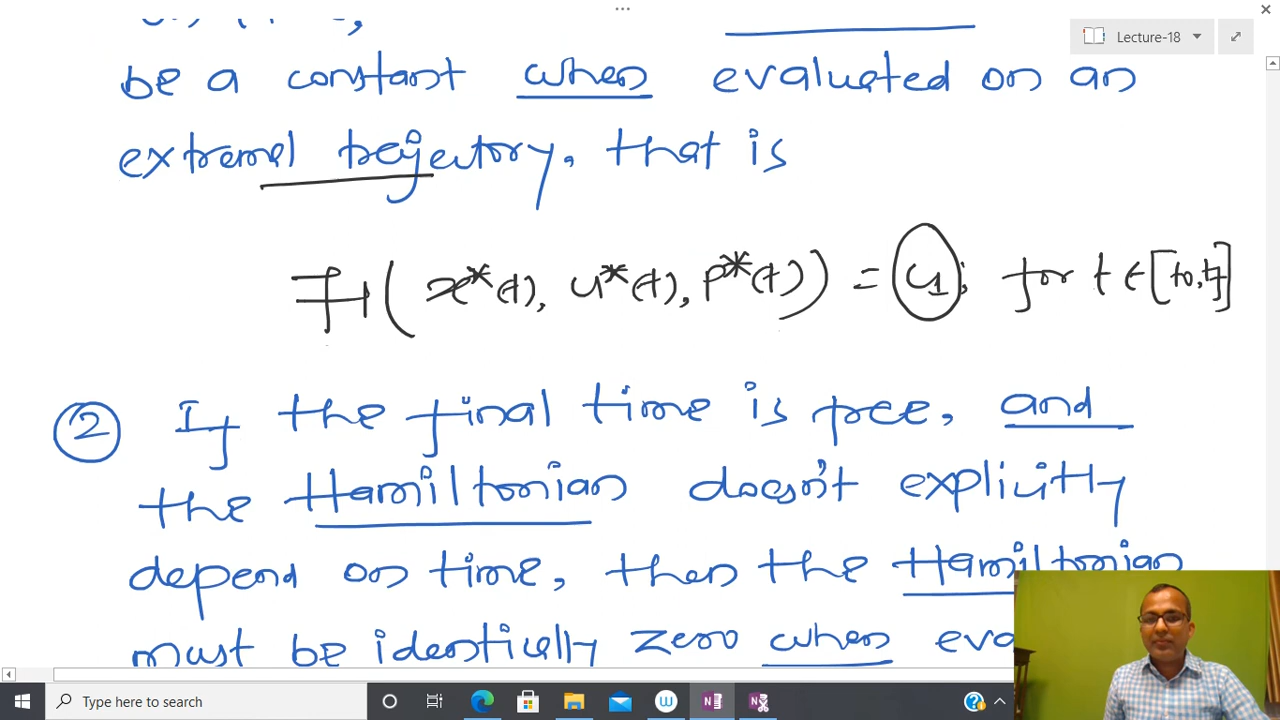 Lecture-18
be a constant when evaluated on an
extremal trajectory. that is
H(x*(t), u*(t), p*(t)) = C1; for t ∈ [t0,tf]
② If the final time is free, and
the Hamiltonian doesn't explicitly
depend on time, then the Hamiltonian
must be identically zero when eva
Type here to search